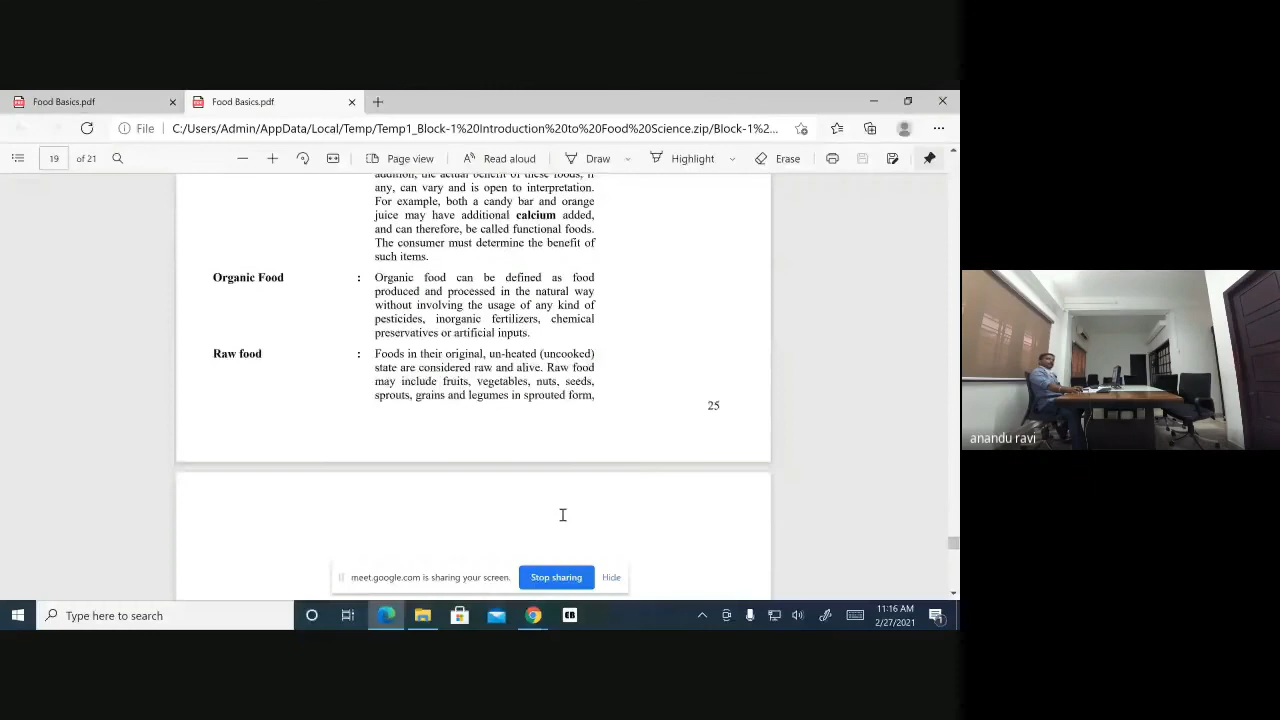 Food Basics.pdf
Food Basics.pdf
File
C:/Users/Admin/AppData/Local/Temp/Temp1_Block-1%20Introduction%20to%20Food%20Science.zip/Block-1%2...
19 of 21
Page view
Read aloud
Draw
Highlight
Erase
addition, the actual benefit of these foods, if
any, can vary and is open to interpretation.
For example, both a candy bar and orange
juice may have additional calcium added,
and can therefore, be called functional foods.
The consumer must determine the benefit of
such items.
Organic Food : Organic food can be defined as food
produced and processed in the natural way
without involving the usage of any kind of
pesticides, inorganic fertilizers, chemical
preservatives or artificial inputs.
Raw food : Foods in their original, un-heated (uncooked)
state are considered raw and alive. Raw food
may include fruits, vegetables, nuts, seeds,
sprouts, grains and legumes in sprouted form,
25
anandu ravi
meet.google.com is sharing your screen.
Stop sharing
Hide
Type here to search
11:16 AM
2/27/2021